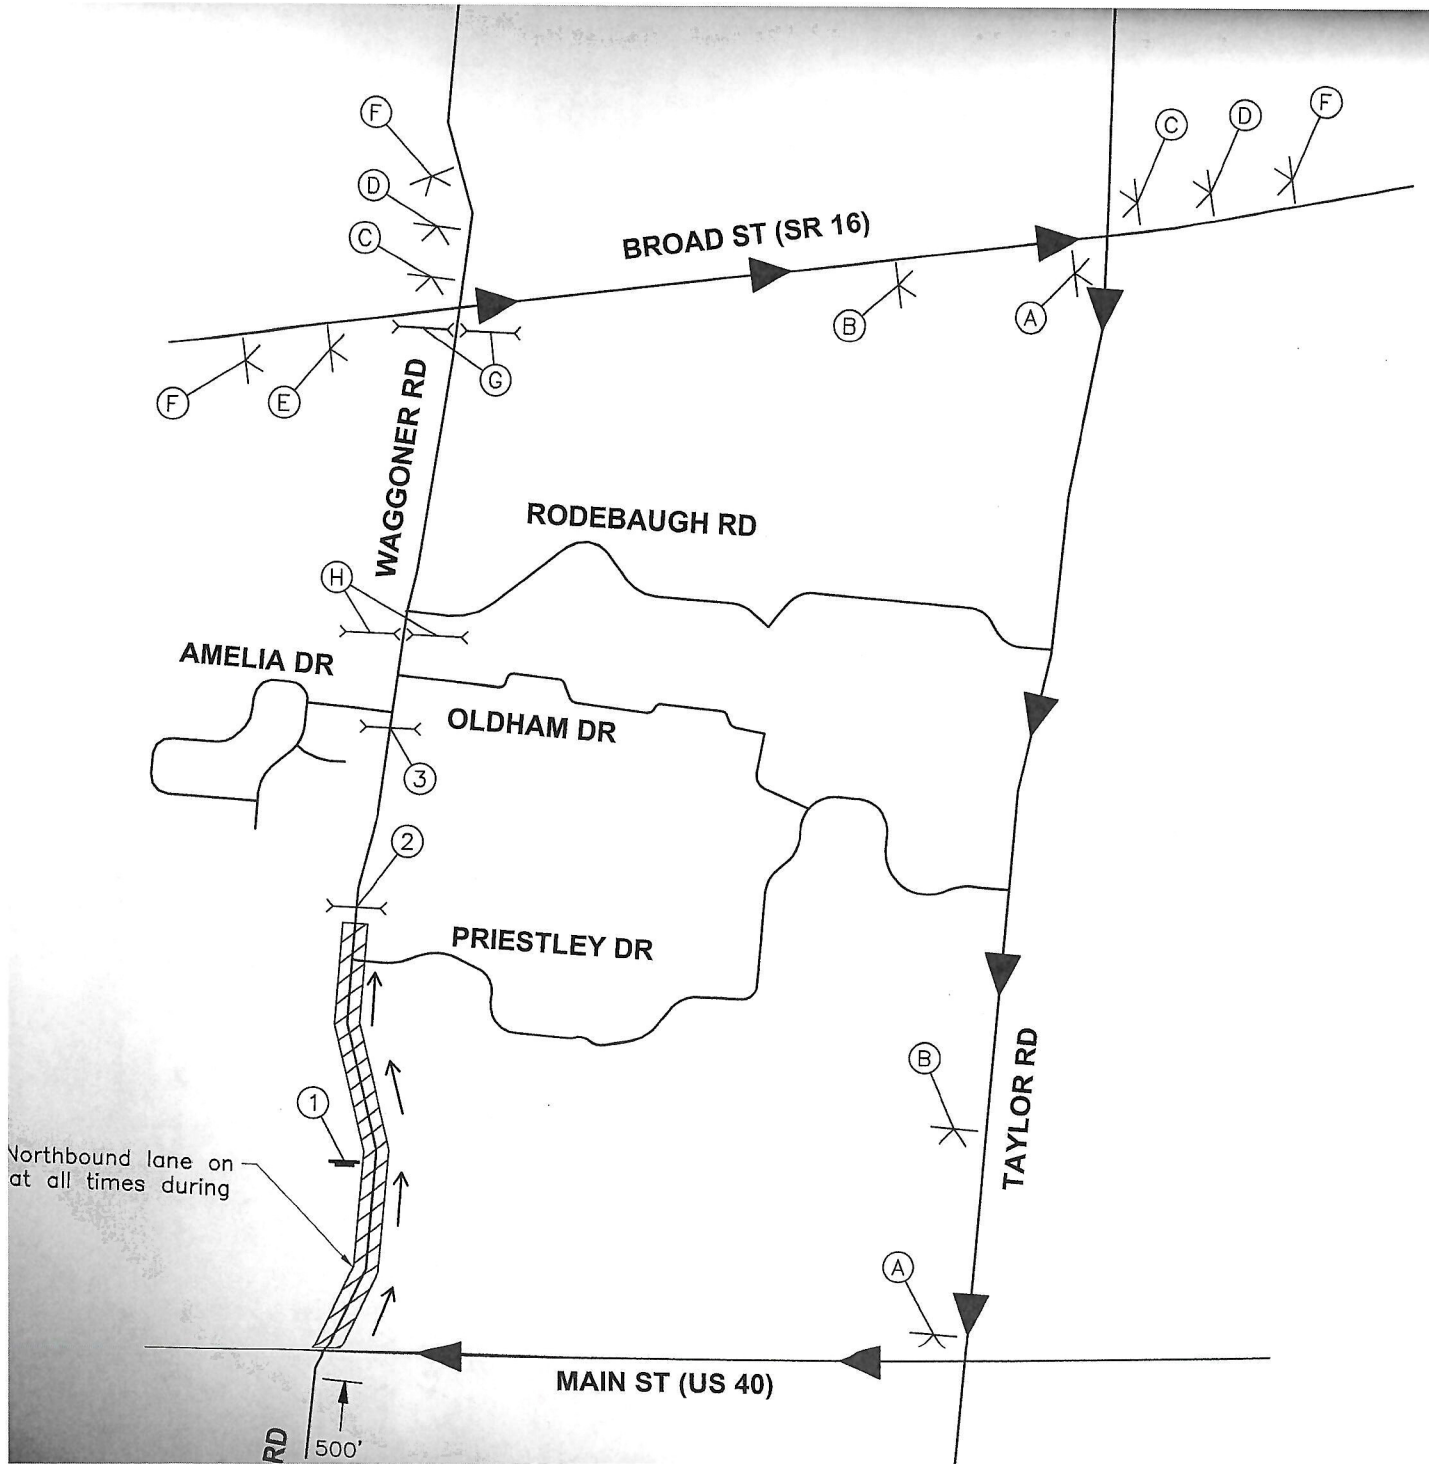 F
C
D
F
D
C
BROAD ST (SR 16)
B
A
F
E
G
WAGGONER RD
RODEBAUGH RD
H
AMELIA DR
OLDHAM DR
3
2
PRIESTLEY DR
B
1
TAYLOR RD
Northbound lane on
at all times during
A
MAIN ST (US 40)
RD
500'